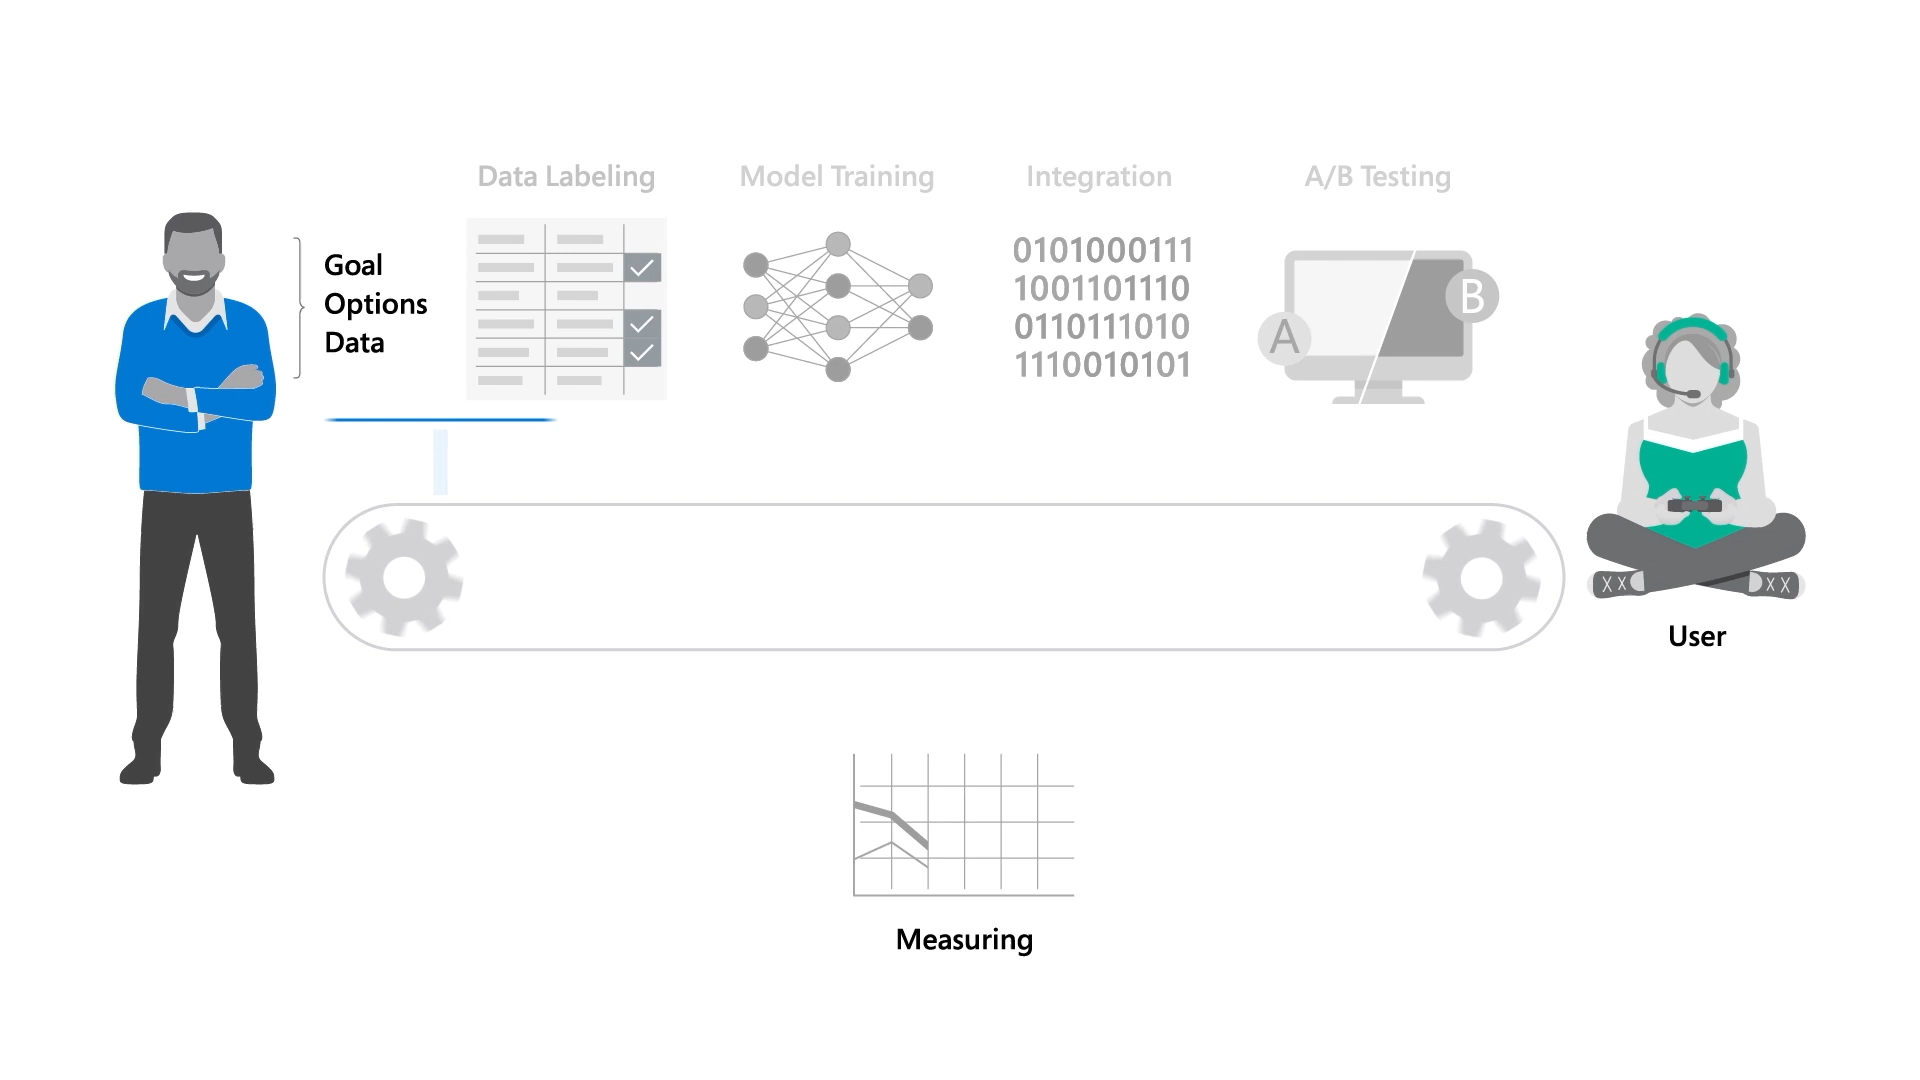 Data Labeling
Model Training
Integration
A/B Testing
Goal
Options
Data
0101000111
1001101110
0110111010
1110010101
A
B
User
Measuring